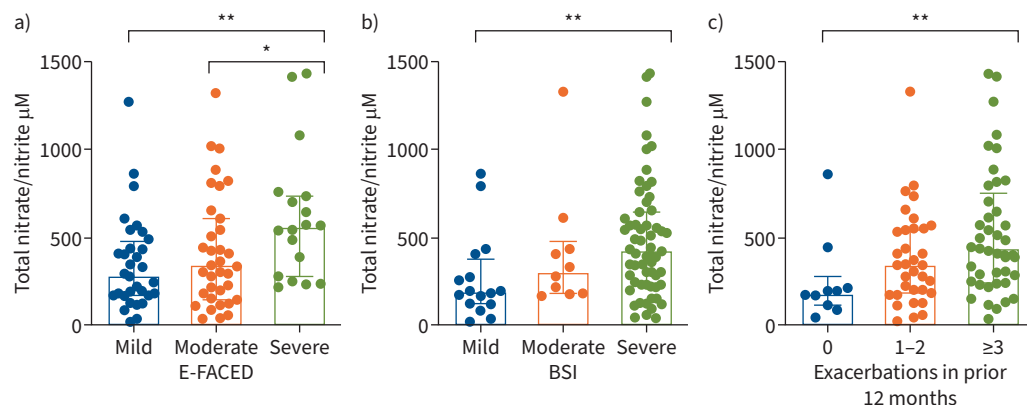 a)
**
*
Total nitrate/nitrite µM
1500
1000
500
0
Mild Moderate Severe
E-FACED
b)
**
Total nitrate/nitrite µM
1500
1000
500
0
Mild Moderate Severe
BSI
c)
**
Total nitrate/nitrite µM
1500
1000
500
0
0 1–2 ≥3
Exacerbations in prior
12 months